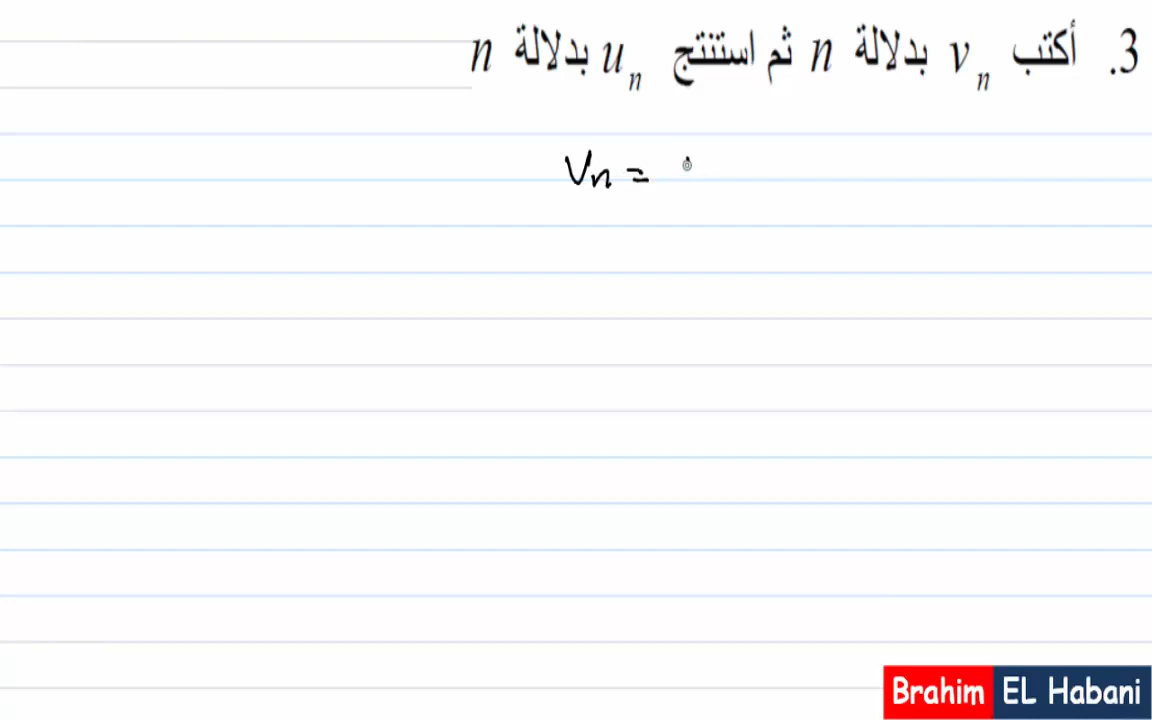 3. أكتب v_n بدلالة n ثم استنتج u_n بدلالة n
Vn =
Brahim EL Habani